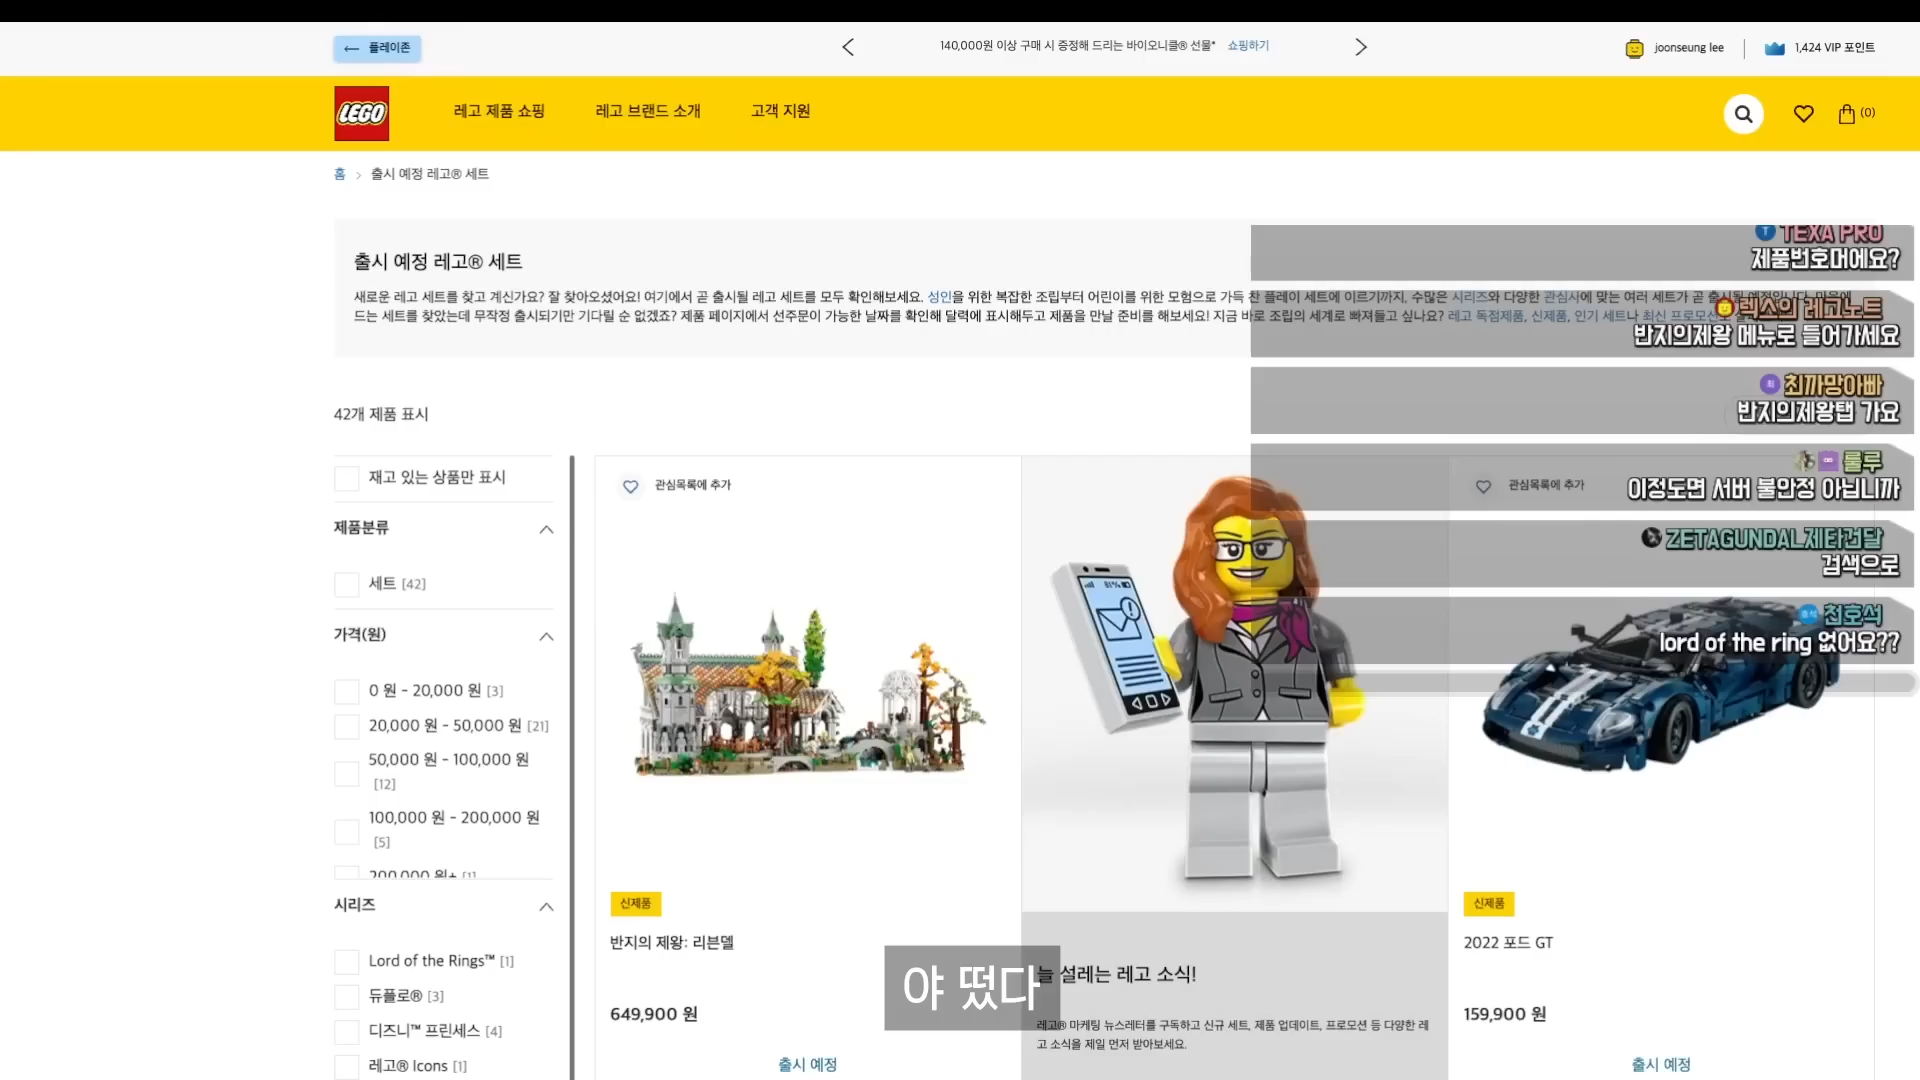 플레이존
140,000원 이상 구매 시 증정해 드리는 바이오니클® 선물* 쇼핑하기
joonseung lee
1,424 VIP 포인트
LEGO
레고 제품 쇼핑
레고 브랜드 소개
고객 지원
(0)
홈 > 출시 예정 레고® 세트
출시 예정 레고® 세트
새로운 레고 세트를 찾고 계신가요? 잘 찾아오셨어요! 여기에서 곧 출시될 레고 세트를 모두 확인해보세요. 성인을 위한 복잡한 조립부터 어린이를 위한 모험으로 가득 찬 플레이 세트에 이르기까지, 수많은 시리즈와 다양한 관심사에 맞는 여러 세트가 곧 출시될 예정입니다. 마음에
드는 세트를 찾았는데 무작정 출시되기만 기다릴 순 없겠죠? 제품 페이지에서 선주문이 가능한 날짜를 확인해 달력에 표시해두고 제품을 만날 준비를 해보세요! 지금 바로 조립의 세계로 빠져들고 싶나요? 레고 독점제품, 신제품, 인기 세트나 최신 프로모션도
TEXA PRO
제품번호대에요?
렉스의 레고노트
반지의제왕 메뉴로 들어가세요
최까망아빠
반지의제왕탭 가요
룰루
이정도면 서버 불안정 아닙니까
ZETAGUNDAL제타건달
검색으로
천호석
lord of the ring 없어요??
42개 제품 표시
재고 있는 상품만 표시
제품분류
세트 [42]
가격(원)
0 원 - 20,000 원 [3]
20,000 원 - 50,000 원 [21]
50,000 원 - 100,000 원
[12]
100,000 원 - 200,000 원
[5]
200,000 원+ [1]
시리즈
Lord of the Rings™ [1]
듀플로® [3]
디즈니™ 프린세스 [4]
레고® Icons [1]
관심목록에 추가
신제품
반지의 제왕: 리븐델
649,900 원
출시 예정
81%
늘 설레는 레고 소식!
레고® 마케팅 뉴스레터를 구독하고 신규 세트, 제품 업데이트, 프로모션 등 다양한 레
고 소식을 제일 먼저 받아보세요.
관심목록에 추가
신제품
2022 포드 GT
159,900 원
출시 예정
야 떴다